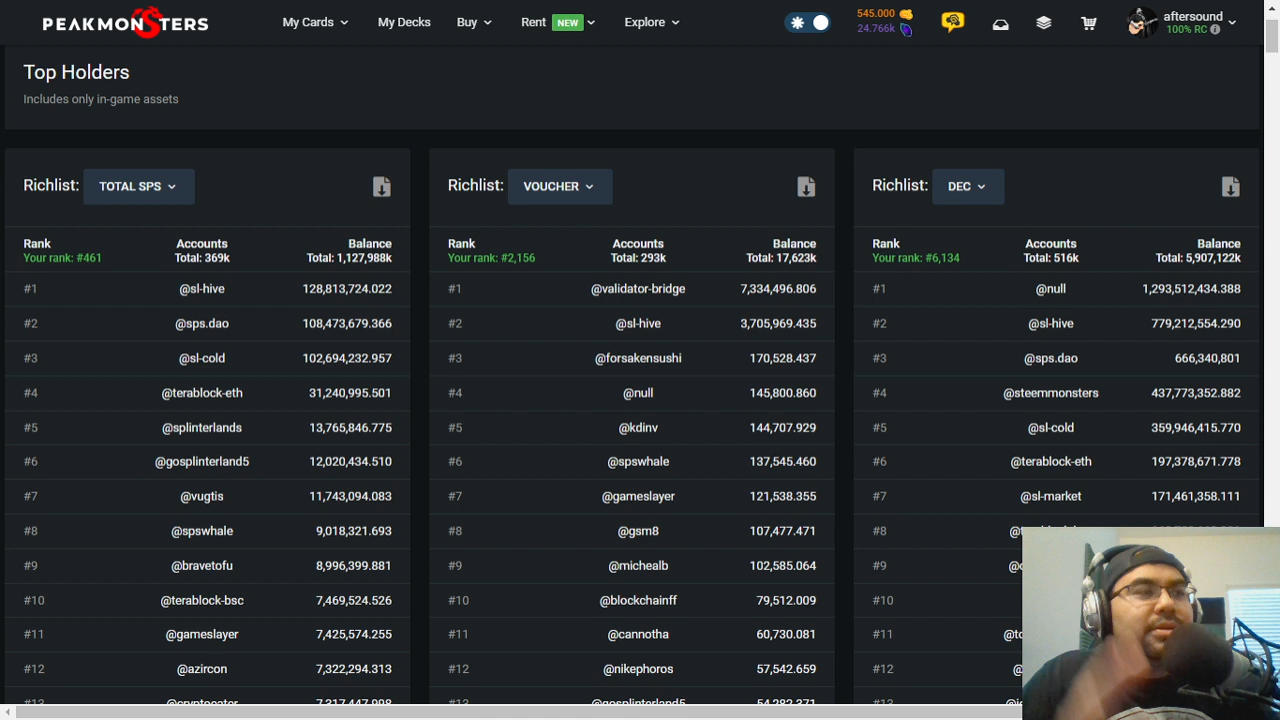 PEAKMONSTERS My Cards My Decks Buy Rent NEW Explore 545.000 24.766k aftersound 100% RC
Top Holders
Includes only in-game assets
Richlist: TOTAL SPS
Rank Accounts Balance
Your rank: #461 Total: 369k Total: 1,127,988k
#1 @sl-hive 128,813,724.022
#2 @sps.dao 108,473,679.366
#3 @sl-cold 102,694,232.957
#4 @terablock-eth 31,240,995.501
#5 @splinterlands 13,765,846.775
#6 @gosplinterland5 12,020,434.510
#7 @vugtis 11,743,094.083
#8 @spswhale 9,018,321.693
#9 @bravetofu 8,996,399.881
#10 @terablock-bsc 7,469,524.526
#11 @gameslayer 7,425,574.255
#12 @azircon 7,322,294.313
#13 @cryptoeater 7,317,447.998
Richlist: VOUCHER
Rank Accounts Balance
Your rank: #2,156 Total: 293k Total: 17,623k
#1 @validator-bridge 7,334,496.806
#2 @sl-hive 3,705,969.435
#3 @forsakensushi 170,528.437
#4 @null 145,800.860
#5 @kdinv 144,707.929
#6 @spswhale 137,545.460
#7 @gameslayer 121,538.355
#8 @gsm8 107,477.471
#9 @michealb 102,585.064
#10 @blockchainff 79,512.009
#11 @cannotha 60,730.081
#12 @nikephoros 57,542.659
#13 @gosplinterland5 54,282.371
Richlist: DEC
Rank Accounts Balance
Your rank: #6,134 Total: 516k Total: 5,907,122k
#1 @null 1,293,512,434.388
#2 @sl-hive 779,212,554.290
#3 @sps.dao 666,340,801
#4 @steemmonsters 437,773,352.882
#5 @sl-cold 359,946,415.770
#6 @terablock-eth 197,378,671.778
#7 @sl-market 171,461,358.111
#8
#9
#10
#11
#12